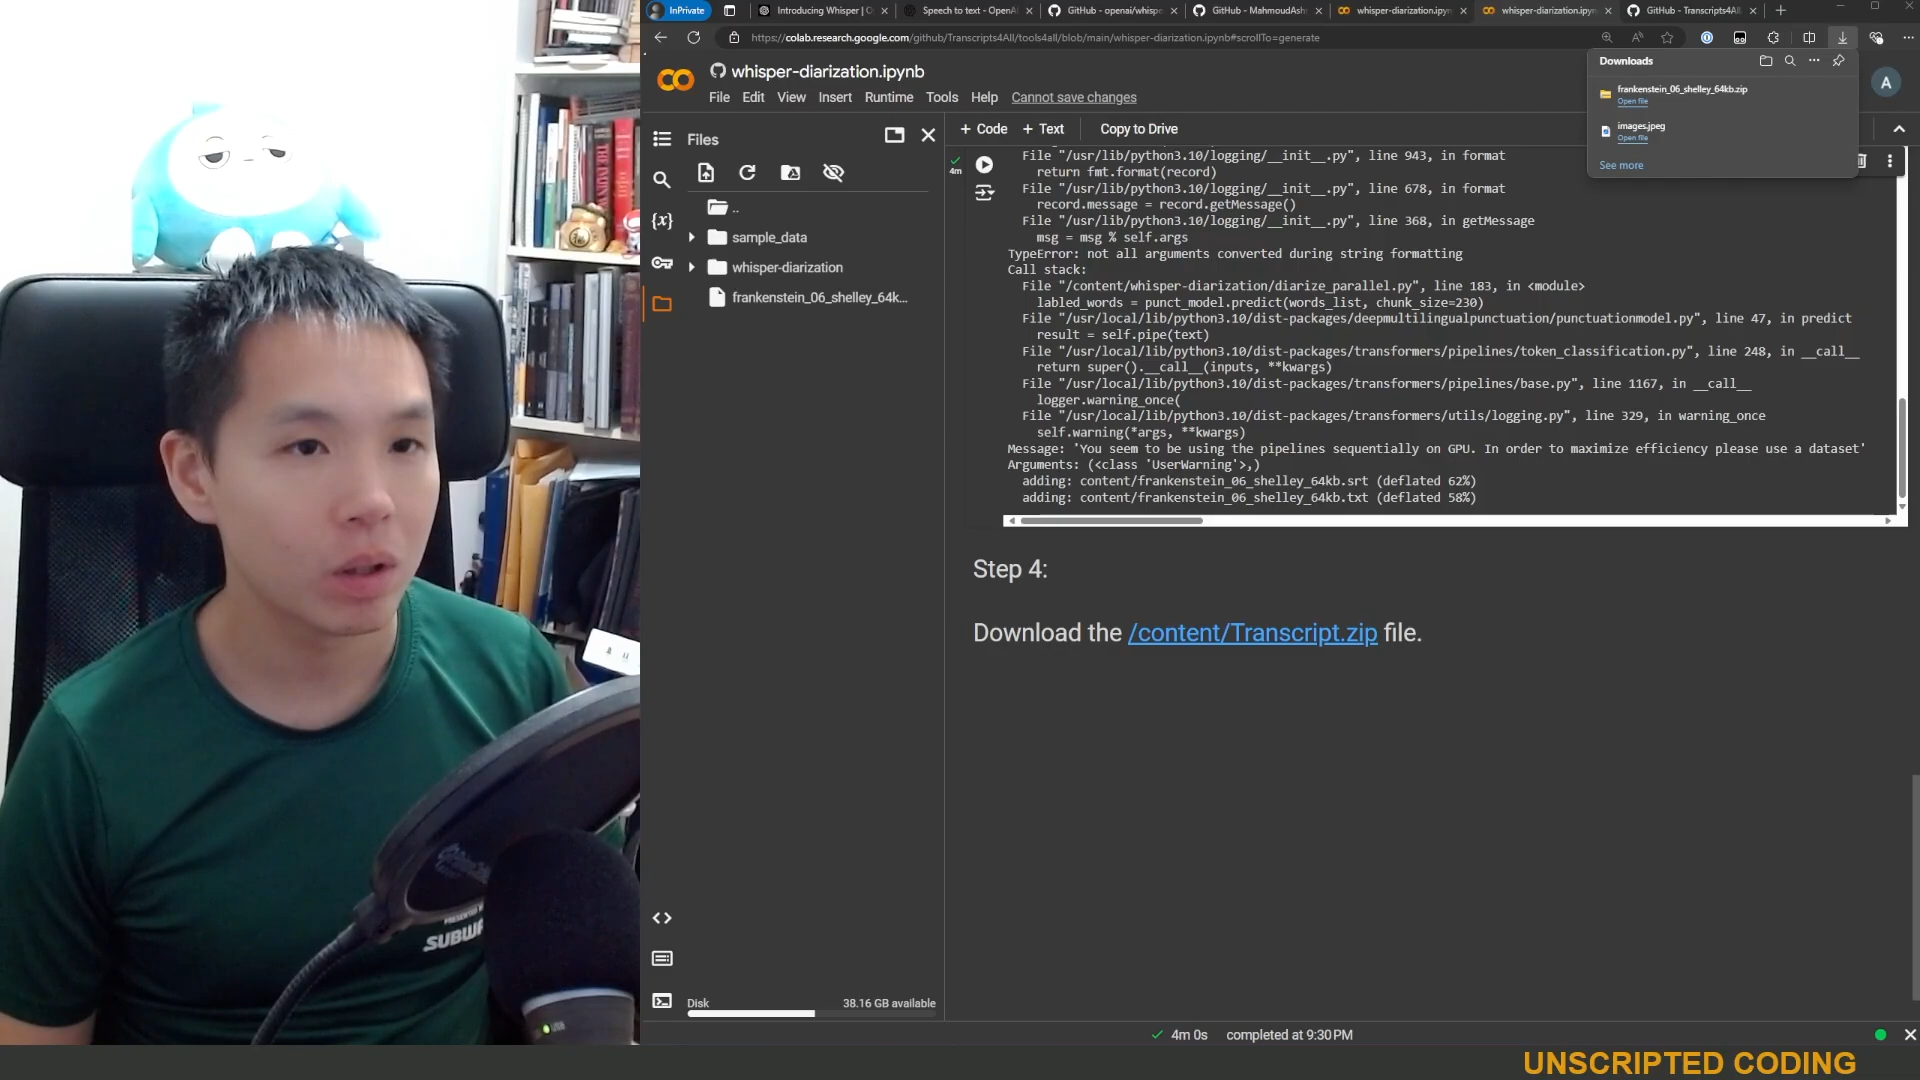 InPrivate
Introducing Whisper | O
Speech to text - OpenAI
GitHub - openai/whispe
GitHub - MahmoudAsh
whisper-diarization.ipyn
whisper-diarization.ipyn
GitHub - Transcripts4Al
https://colab.research.google.com/github/Transcripts4All/tools4all/blob/main/whisper-diarization.ipynb#scrollTo=generate
whisper-diarization.ipynb
File Edit View Insert Runtime Tools Help Cannot save changes
Downloads
frankenstein_06_shelley_64kb.zip
Open file
images.jpeg
Open file
See more
A
Files
+ Code + Text Copy to Drive
..
sample_data
whisper-diarization
frankenstein_06_shelley_64k...
{x}
4m
File "/usr/lib/python3.10/logging/__init__.py", line 943, in format
return fmt.format(record)
File "/usr/lib/python3.10/logging/__init__.py", line 678, in format
record.message = record.getMessage()
File "/usr/lib/python3.10/logging/__init__.py", line 368, in getMessage
msg = msg % self.args
TypeError: not all arguments converted during string formatting
Call stack:
File "/content/whisper-diarization/diarize_parallel.py", line 183, in <module>
labled_words = punct_model.predict(words_list, chunk_size=230)
File "/usr/local/lib/python3.10/dist-packages/deepmultilingualpunctuation/punctuationmodel.py", line 47, in predict
result = self.pipe(text)
File "/usr/local/lib/python3.10/dist-packages/transformers/pipelines/token_classification.py", line 248, in __call__
return super().__call__(inputs, **kwargs)
File "/usr/local/lib/python3.10/dist-packages/transformers/pipelines/base.py", line 1167, in __call__
logger.warning_once(
File "/usr/local/lib/python3.10/dist-packages/transformers/utils/logging.py", line 329, in warning_once
self.warning(*args, **kwargs)
Message: 'You seem to be using the pipelines sequentially on GPU. In order to maximize efficiency please use a dataset'
Arguments: (<class 'UserWarning'>,)
adding: content/frankenstein_06_shelley_64kb.srt (deflated 62%)
adding: content/frankenstein_06_shelley_64kb.txt (deflated 58%)
Step 4:
Download the /content/Transcript.zip file.
SUBWA
Disk 38.16 GB available
4m 0s completed at 9:30 PM
UNSCRIPTED CODING